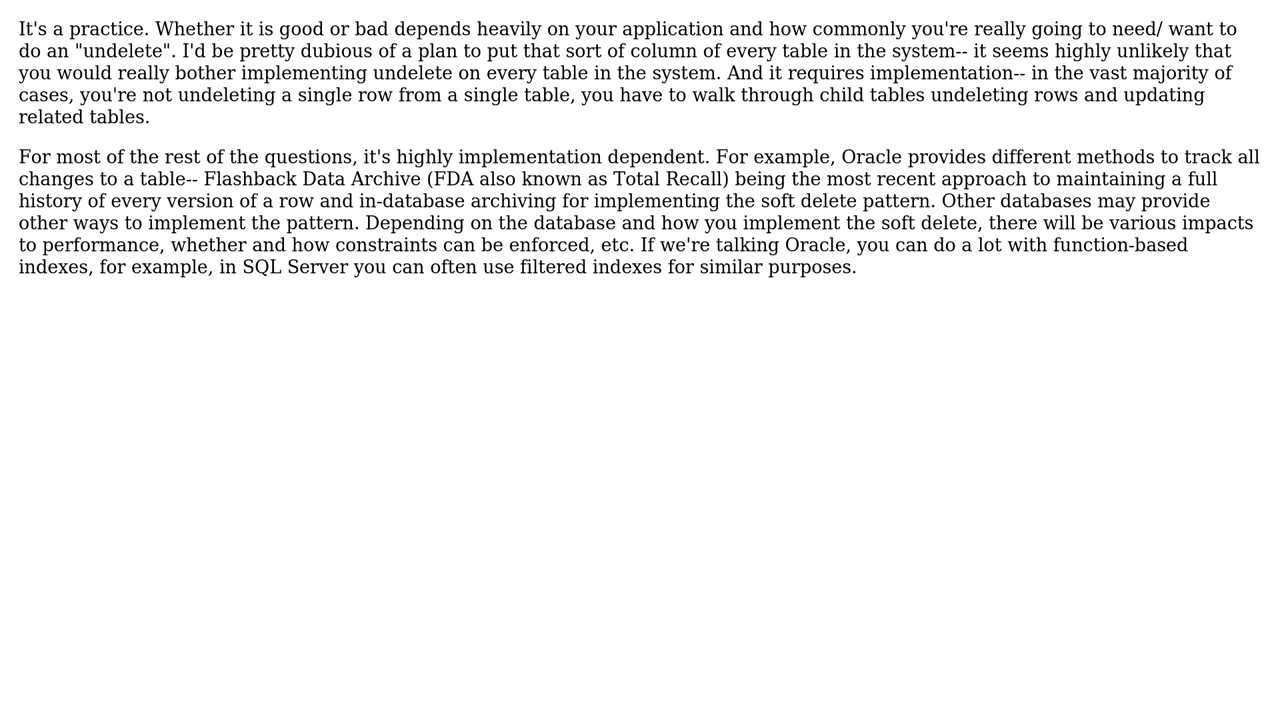 It's a practice. Whether it is good or bad depends heavily on your application and how commonly you're really going to need/ want to
do an "undelete". I'd be pretty dubious of a plan to put that sort of column of every table in the system-- it seems highly unlikely that
you would really bother implementing undelete on every table in the system. And it requires implementation-- in the vast majority of
cases, you're not undeleting a single row from a single table, you have to walk through child tables undeleting rows and updating
related tables.
For most of the rest of the questions, it's highly implementation dependent. For example, Oracle provides different methods to track all
changes to a table-- Flashback Data Archive (FDA also known as Total Recall) being the most recent approach to maintaining a full
history of every version of a row and in-database archiving for implementing the soft delete pattern. Other databases may provide
other ways to implement the pattern. Depending on the database and how you implement the soft delete, there will be various impacts
to performance, whether and how constraints can be enforced, etc. If we're talking Oracle, you can do a lot with function-based
indexes, for example, in SQL Server you can often use filtered indexes for similar purposes.